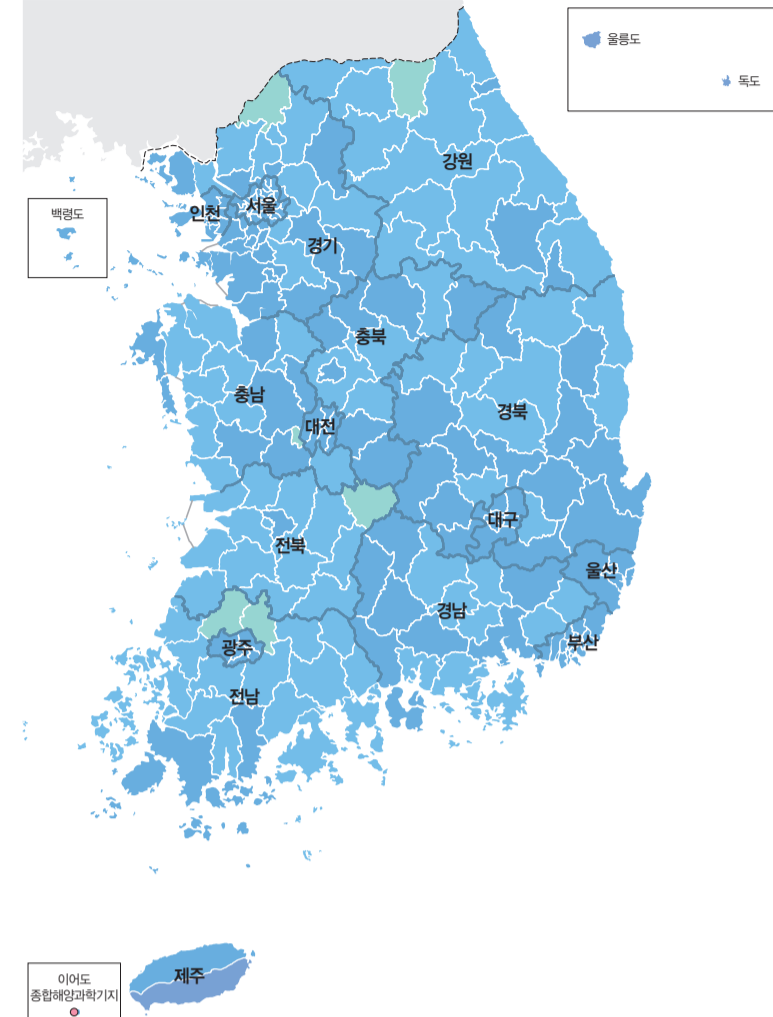 울릉도
독도
강원
백령도
인천
서울
경기
충북
충남
대전
경북
대구
전북
울산
경남
부산
광주
전남
제주
이어도
종합해양과학기지